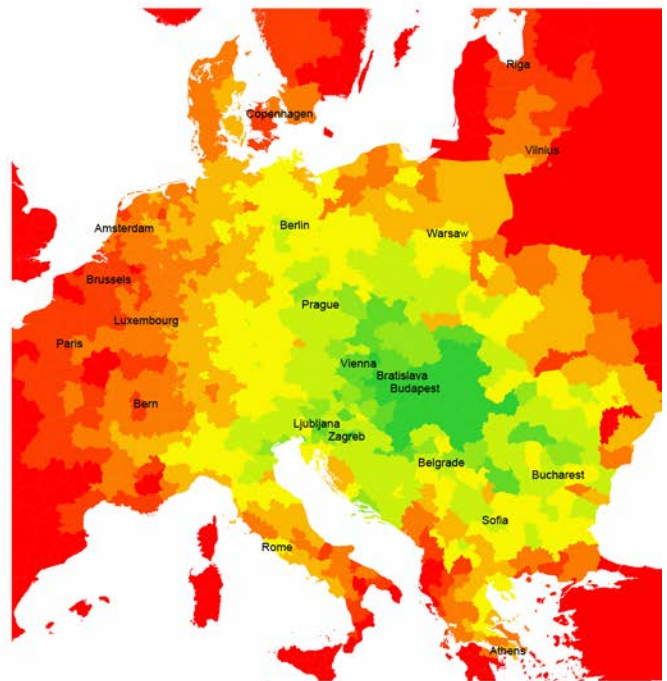 Riga
Copenhagen
Vilnius
Amsterdam
Berlin
Warsaw
Brussels
Prague
Luxembourg
Paris
Vienna
Bratislava
Budapest
Bern
Ljubljana
Zagreb
Belgrade
Bucharest
Sofia
Rome
Athens